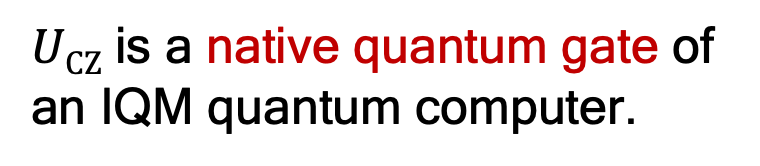 U_CZ is a native quantum gate of
an IQM quantum computer.